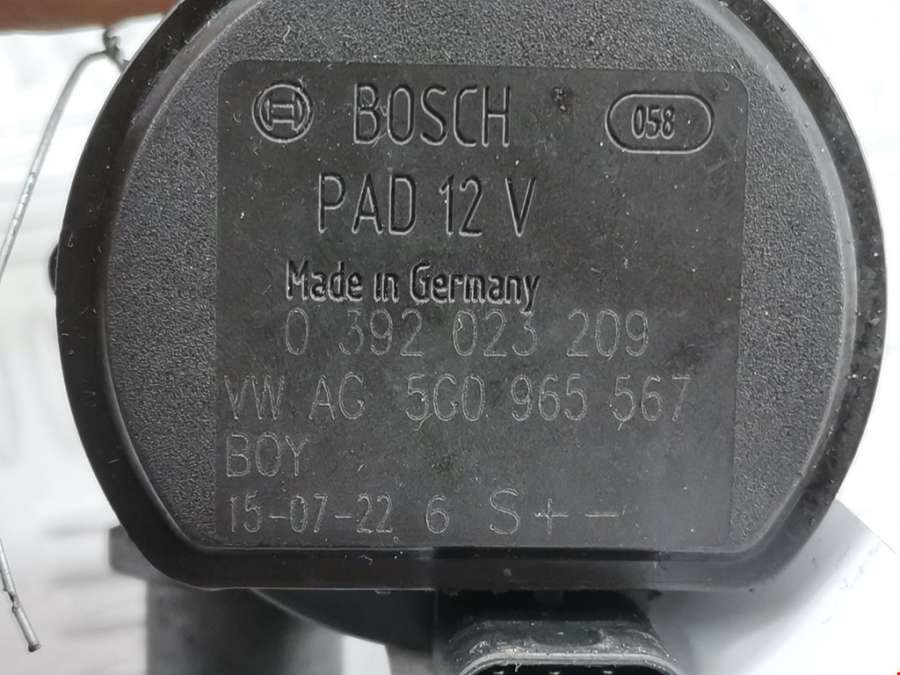 BOSCH 058
PAD 12 V
Made in Germany
0 392 023 209
VW AG 5G0 965 567
BOY
15-07-22 6 S + -